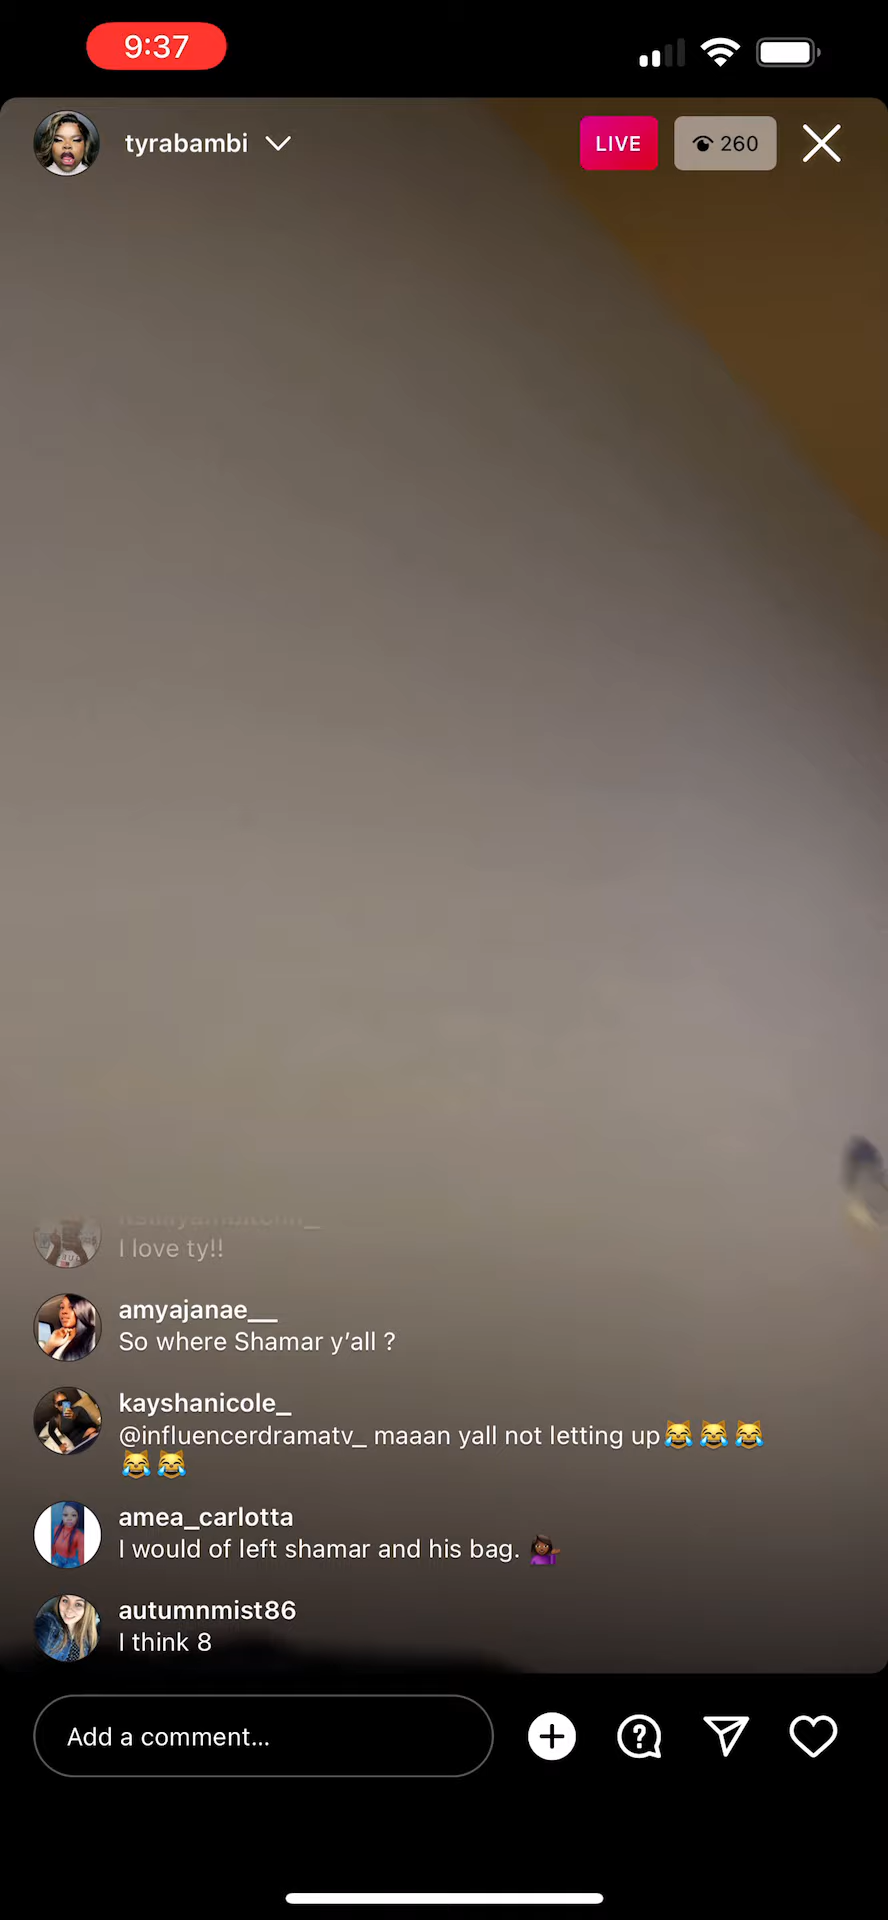 9:37
tyrabambi
LIVE
260
I love ty!!
amyajanae__
So where Shamar y’all ?
kayshanicole_
@influencerdramatv_ maaan yall not letting up😹😹😹
😹😹
amea_carlotta
I would of left shamar and his bag. 💁🏾‍♀️
autumnmist86
I think 8
Add a comment...